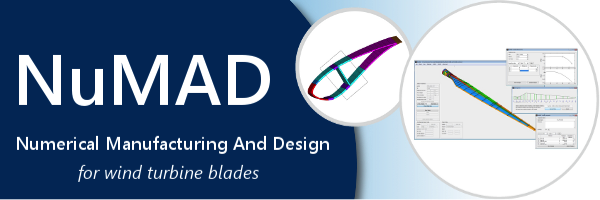 NuMAD
Numerical Manufacturing And Design
for wind turbine blades